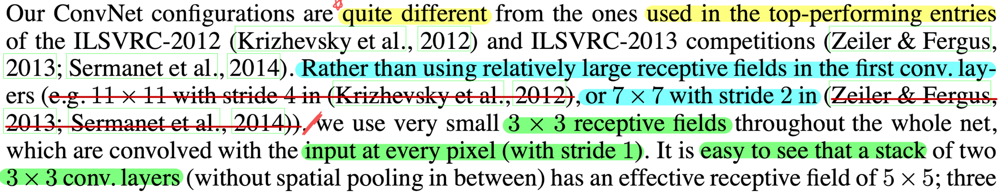 Our ConvNet configurations are quite different from the ones used in the top-performing entries
of the ILSVRC-2012 (Krizhevsky et al., 2012) and ILSVRC-2013 competitions (Zeiler & Fergus,
2013; Sermanet et al., 2014). Rather than using relatively large receptive fields in the first conv. lay-
ers (e.g. 11 × 11 with stride 4 in (Krizhevsky et al., 2012), or 7 × 7 with stride 2 in (Zeiler & Fergus,
2013; Sermanet et al., 2014)), we use very small 3 × 3 receptive fields throughout the whole net,
which are convolved with the input at every pixel (with stride 1). It is easy to see that a stack of two
3 × 3 conv. layers (without spatial pooling in between) has an effective receptive field of 5 × 5; three